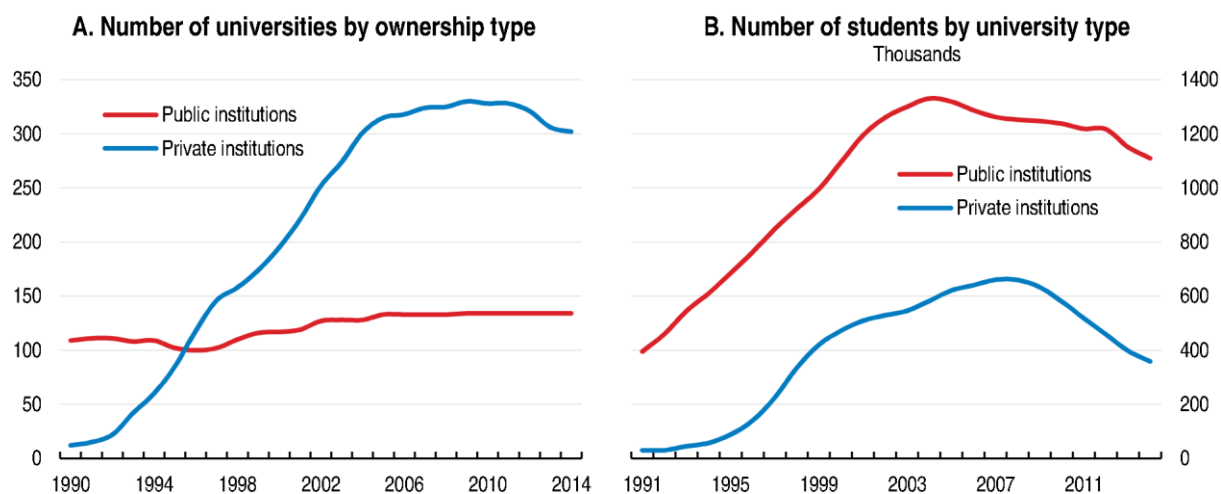 A. Number of universities by ownership type
350
300
250
200
150
100
50
0
Public institutions
Private institutions
1990 1994 1998 2002 2006 2010 2014
B. Number of students by university type
Thousands
1400
1200
1000
800
600
400
200
0
Public institutions
Private institutions
1991 1995 1999 2003 2007 2011